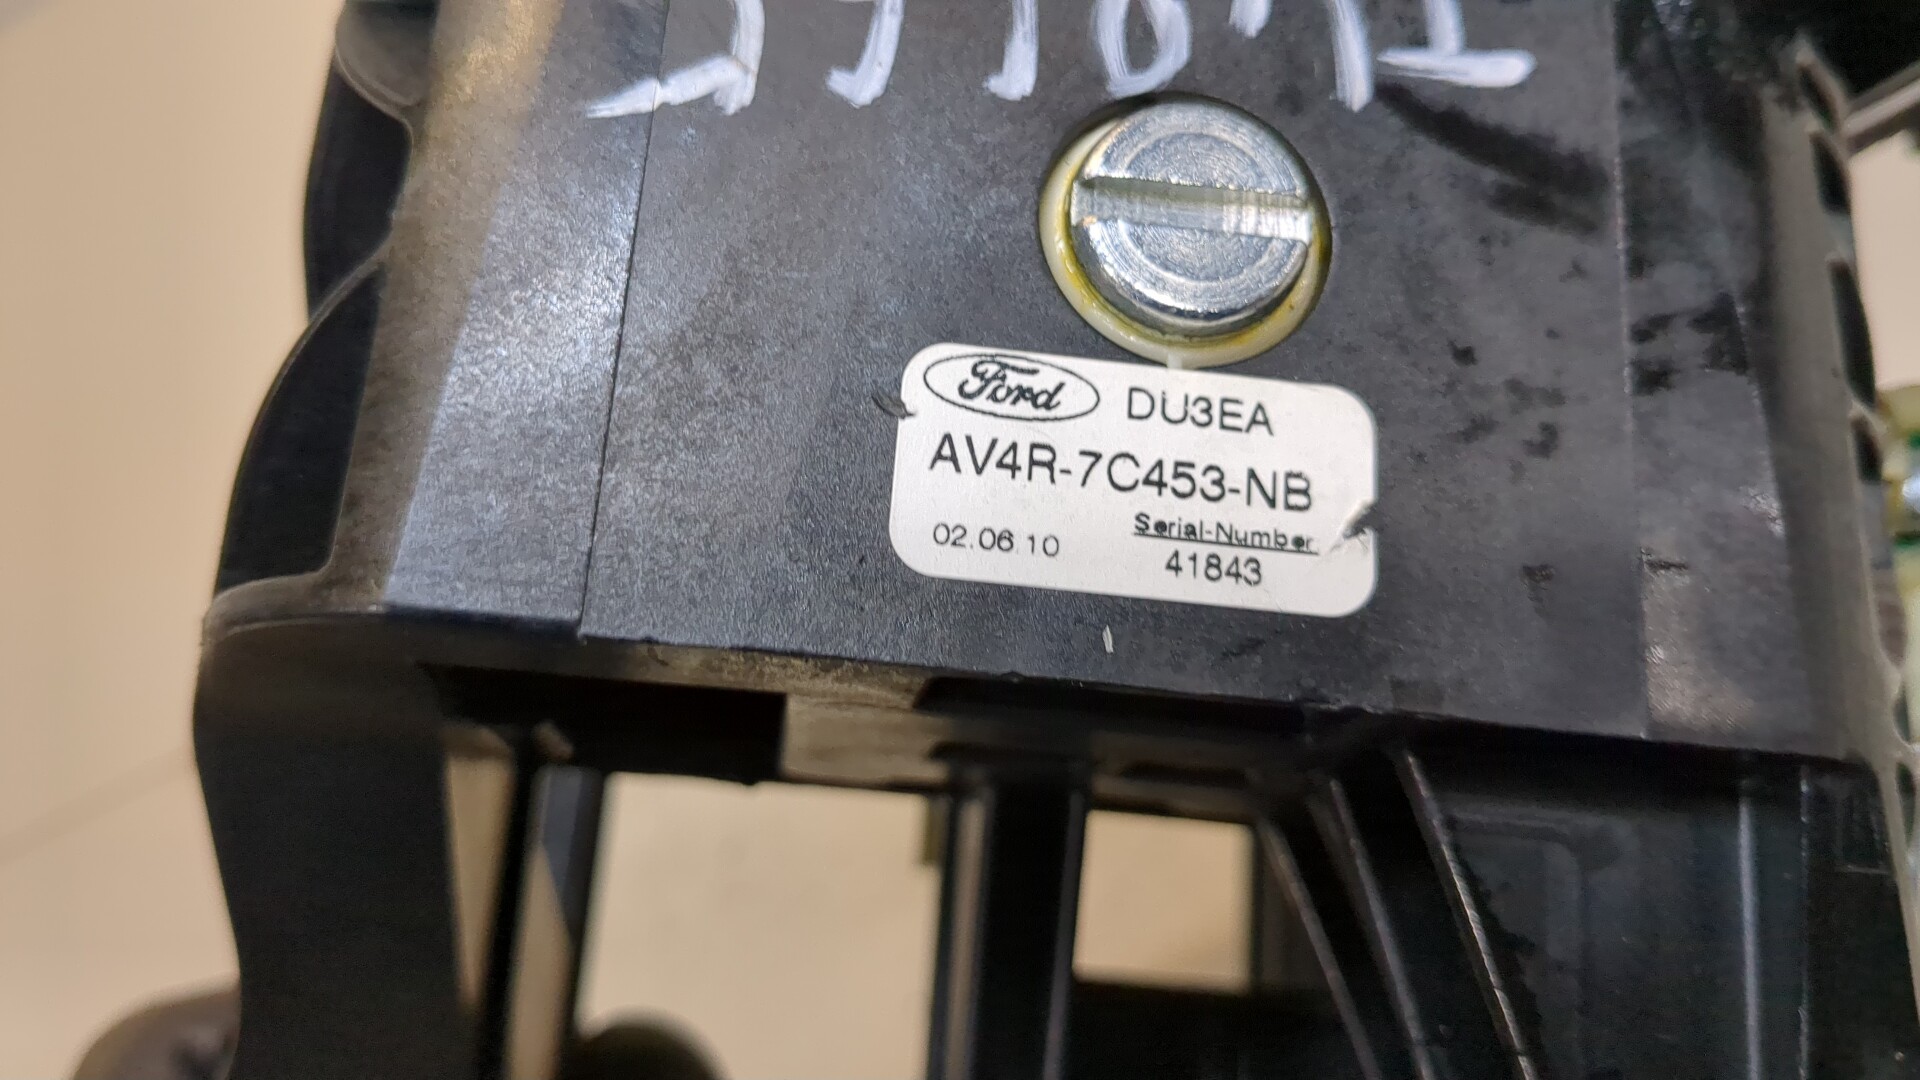 Ford DU3EA
AV4R-7C453-NB
Serial-Number
02.06.10 41843